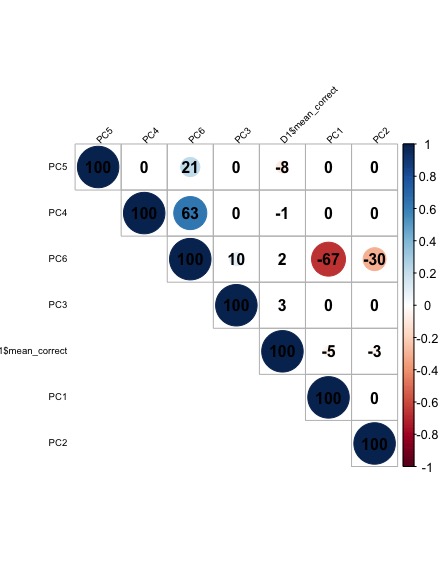 PC5 PC4 PC6 PC3 D1$mean_correct PC1 PC2
PC5 100 0 21 0 -8 0 0
PC4 100 63 0 -1 0 0
PC6 100 10 2 -67 -30
PC3 100 3 0 0
1$mean_correct 100 -5 -3
PC1 100 0
PC2 100
1
0.8
0.6
0.4
0.2
0
-0.2
-0.4
-0.6
-0.8
-1